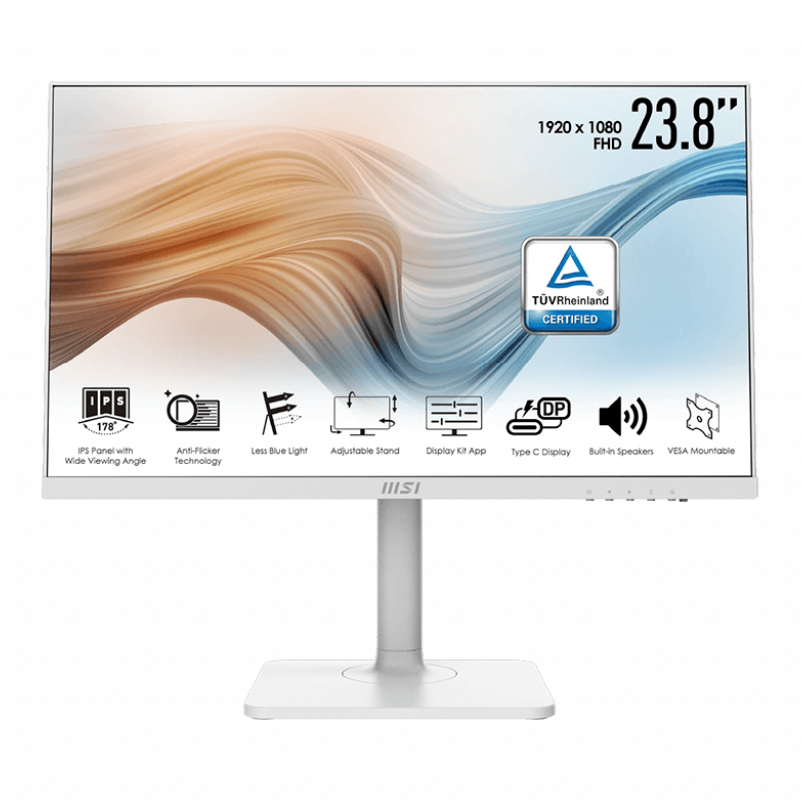 1920 x 1080
FHD
23.8”
TÜVRheinland®
CERTIFIED
IPS
178°
IPS Panel with
Wide Viewing Angle
Anti-Flicker
Technology
Less Blue Light
Adjustable Stand
Display Kit App
DP
Type C Display
Built-in Speakers
VESA Mountable
msi